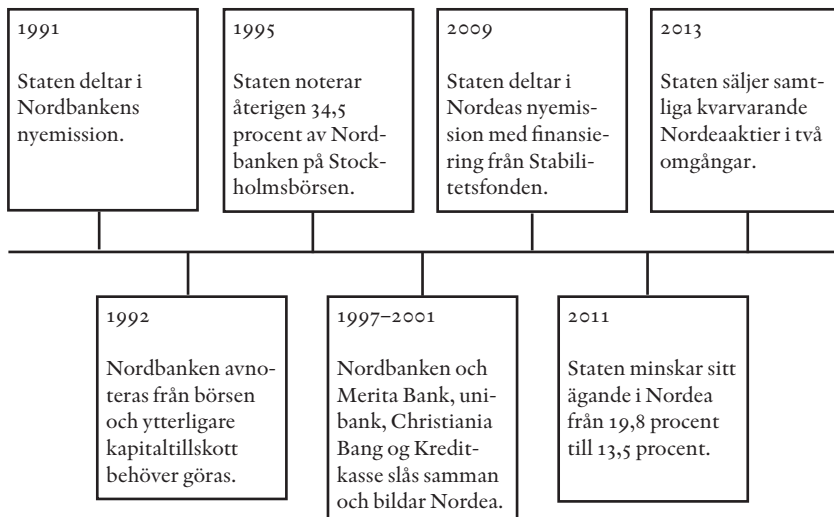 1991
Staten deltar i
Nordbankens
nyemission.
1995
Staten noterar
återigen 34,5
procent av Nord-
banken på Stock-
holmsbörsen.
2009
Staten deltar i
Nordeas nyemis-
sion med finansie-
ring från Stabili-
tetsfonden.
2013
Staten säljer samt-
liga kvarvarande
Nordeaaktier i två
omgångar.
1992
Nordbanken avno-
teras från börsen
och ytterligare
kapitaltillskott
behöver göras.
1997–2001
Nordbanken och
Merita Bank, uni-
bank, Christiania
Bang og Kredit-
kasse slås samman
och bildar Nordea.
2011
Staten minskar sitt
ägande i Nordea
från 19,8 procent
till 13,5 procent.